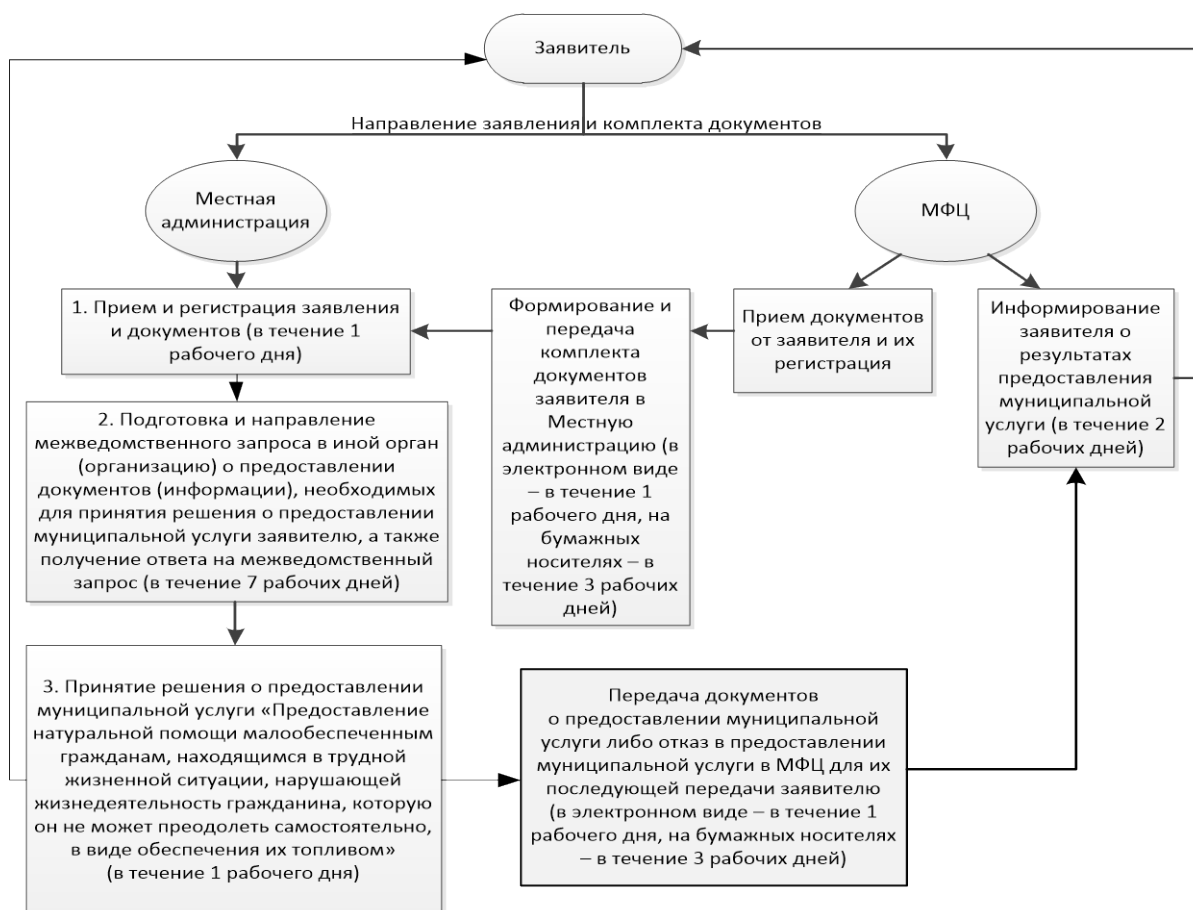 Заявитель
Направление заявления и комплекта документов
Местная
администрация
МФЦ
1. Прием и регистрация заявления
и документов (в течение 1
рабочего дня)
Формирование и
передача
комплекта
документов
заявителя в
Местную
администрацию (в
электронном виде
– в течение 1
рабочего дня, на
бумажных
носителях – в
течение 3 рабочих
дней)
Прием документов
от заявителя и их
регистрация
Информирование
заявителя о
результатах
предоставления
муниципальной
услуги (в течение 2
рабочих дней)
2. Подготовка и направление
межведомственного запроса в иной орган
(организацию) о предоставлении
документов (информации), необходимых
для принятия решения о предоставлении
муниципальной услуги заявителю, а также
получение ответа на межведомственный
запрос (в течение 7 рабочих дней)
3. Принятие решения о предоставлении
муниципальной услуги «Предоставление
натуральной помощи малообеспеченным
гражданам, находящимся в трудной
жизненной ситуации, нарушающей
жизнедеятельность гражданина, которую
он не может преодолеть самостоятельно,
в виде обеспечения их топливом»
(в течение 1 рабочего дня)
Передача документов
о предоставлении муниципальной
услуги либо отказ в предоставлении
муниципальной услуги в МФЦ для их
последующей передачи заявителю
(в электронном виде – в течение 1
рабочего дня, на бумажных носителях
– в течение 3 рабочих дней)